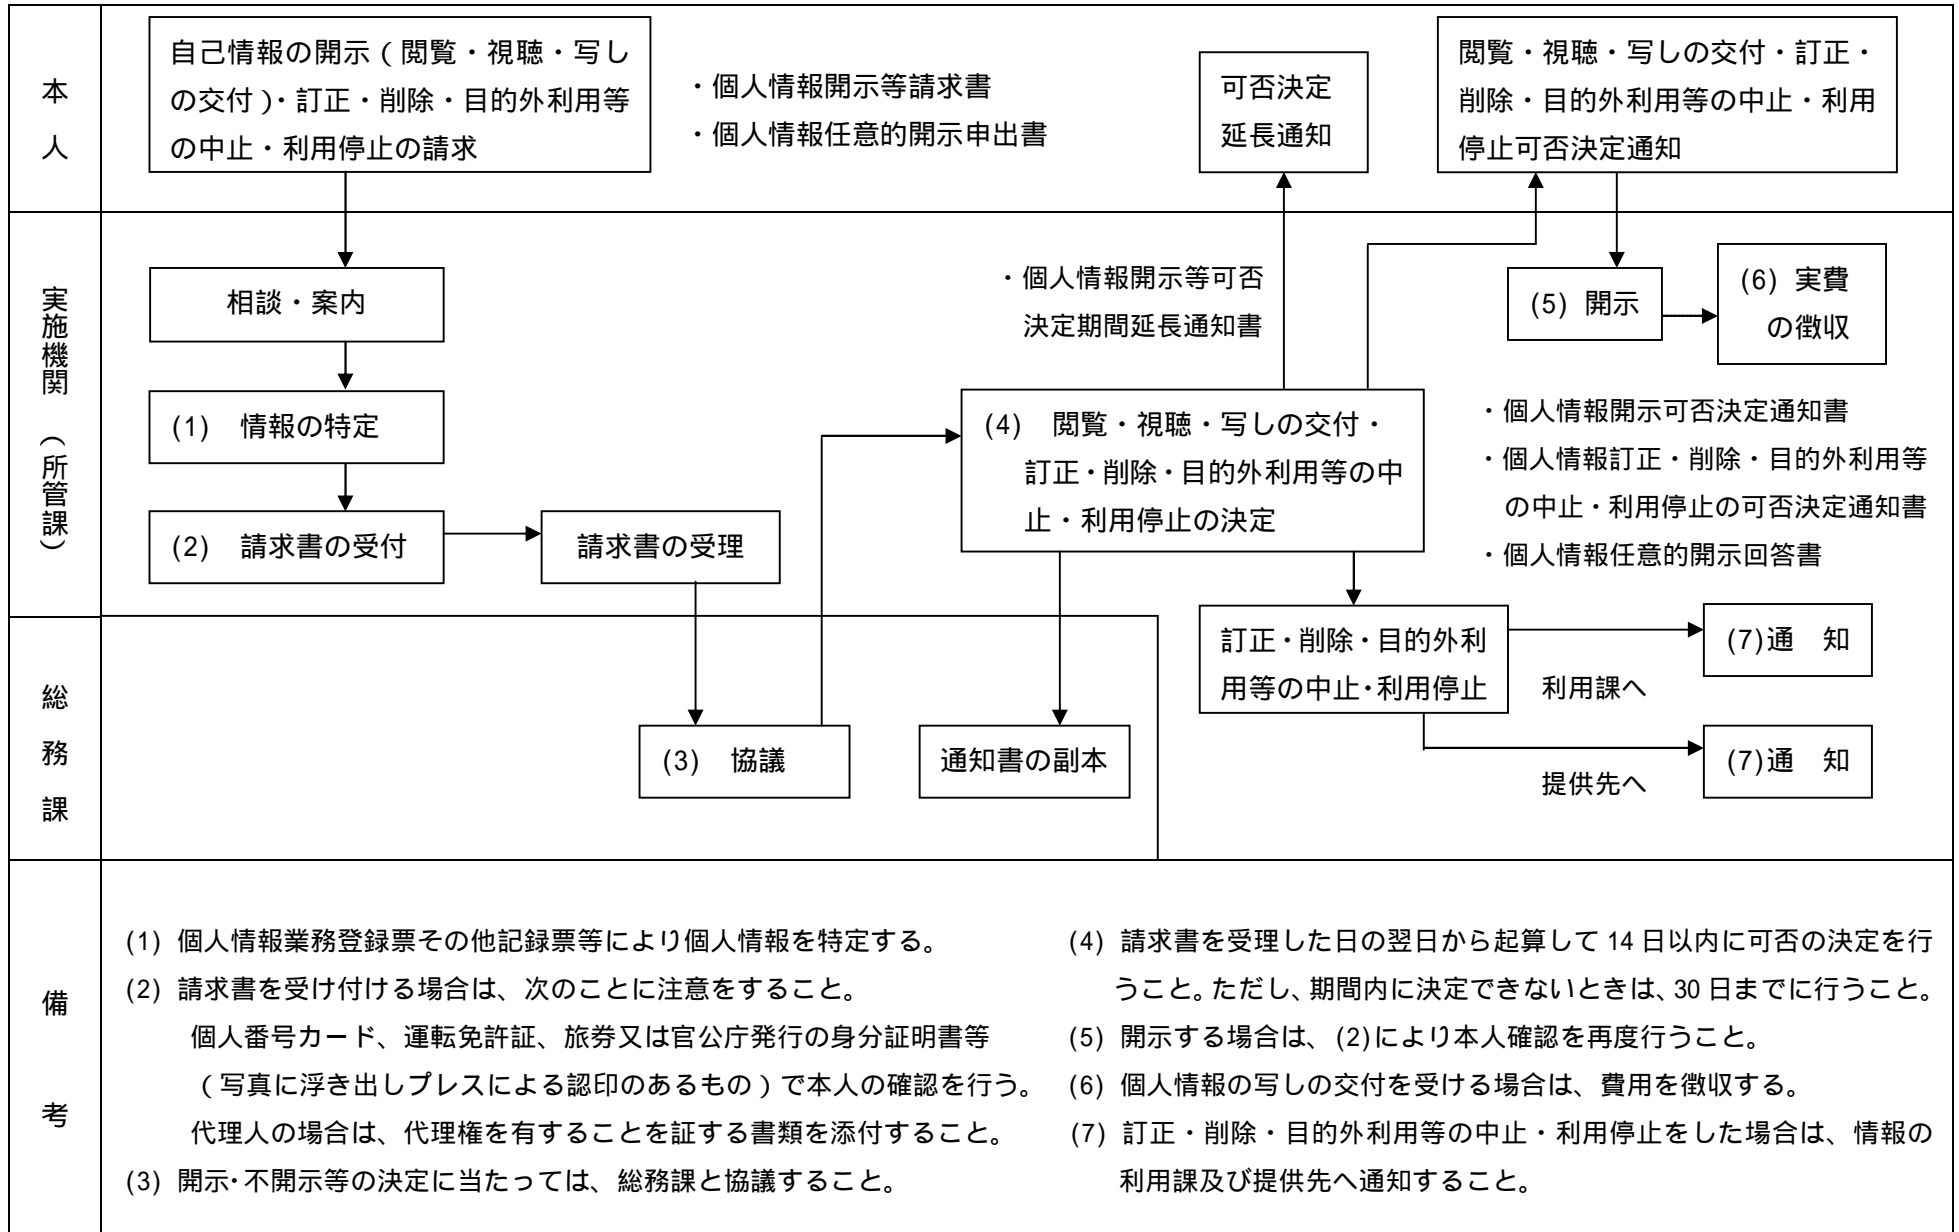 本人
自己情報の開示（閲覧・視聴・写し
の交付）・訂正・削除・目的外利用等
の中止・利用停止の請求
・個人情報開示等請求書
・個人情報任意的開示申出書
可否決定
延長通知
閲覧・視聴・写しの交付・訂正・
削除・目的外利用等の中止・利用
停止可否決定通知
実施機関（所管課）
相談・案内
(1) 情報の特定
(2) 請求書の受付
請求書の受理
・個人情報開示等可否
決定期間延長通知書
(4) 閲覧・視聴・写しの交付・
訂正・削除・目的外利用等の中
止・利用停止の決定
(5) 開示
(6) 実費
の徴収
・個人情報開示可否決定通知書
・個人情報訂正・削除・目的外利用等
の中止・利用停止の可否決定通知書
・個人情報任意的開示回答書
訂正・削除・目的外利
用等の中止・利用停止
利用課へ
(7)通 知
提供先へ
(7)通 知
総務課
(3) 協議
通知書の副本
備考
(1) 個人情報業務登録票その他記録票等により個人情報を特定する。
(2) 請求書を受け付ける場合は、次のことに注意をすること。
個人番号カード、運転免許証、旅券又は官公庁発行の身分証明書等
（写真に浮き出しプレスによる認印のあるもの）で本人の確認を行う。
代理人の場合は、代理権を有することを証する書類を添付すること。
(3) 開示・不開示等の決定に当たっては、総務課と協議すること。
(4) 請求書を受理した日の翌日から起算して 14 日以内に可否の決定を行
うこと。ただし、期間内に決定できないときは、30 日までに行うこと。
(5) 開示する場合は、(2)により本人確認を再度行うこと。
(6) 個人情報の写しの交付を受ける場合は、費用を徴収する。
(7) 訂正・削除・目的外利用等の中止・利用停止をした場合は、情報の
利用課及び提供先へ通知すること。